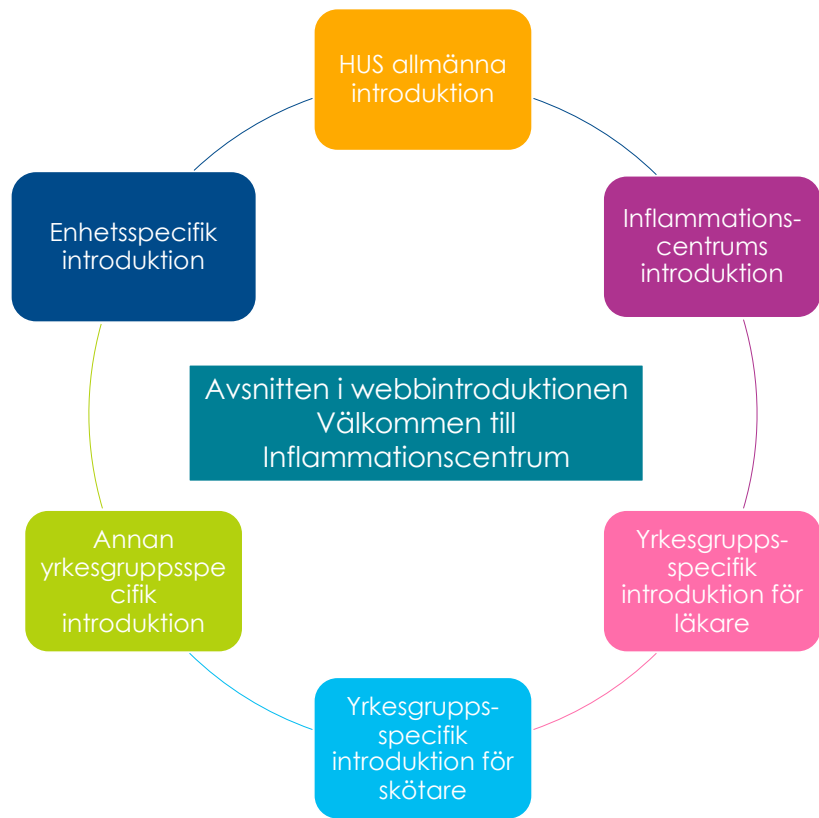 HUS allmänna
introduktion
Inflammations-
centrums
introduktion
Yrkesgrupps-
specifik
introduktion för
läkare
Yrkesgrupps-
specifik
introduktion för
skötare
Annan
yrkesgruppsspe
cifik
introduktion
Enhetsspecifik
introduktion
Avsnitten i webbintroduktionen
Välkommen till
Inflammationscentrum